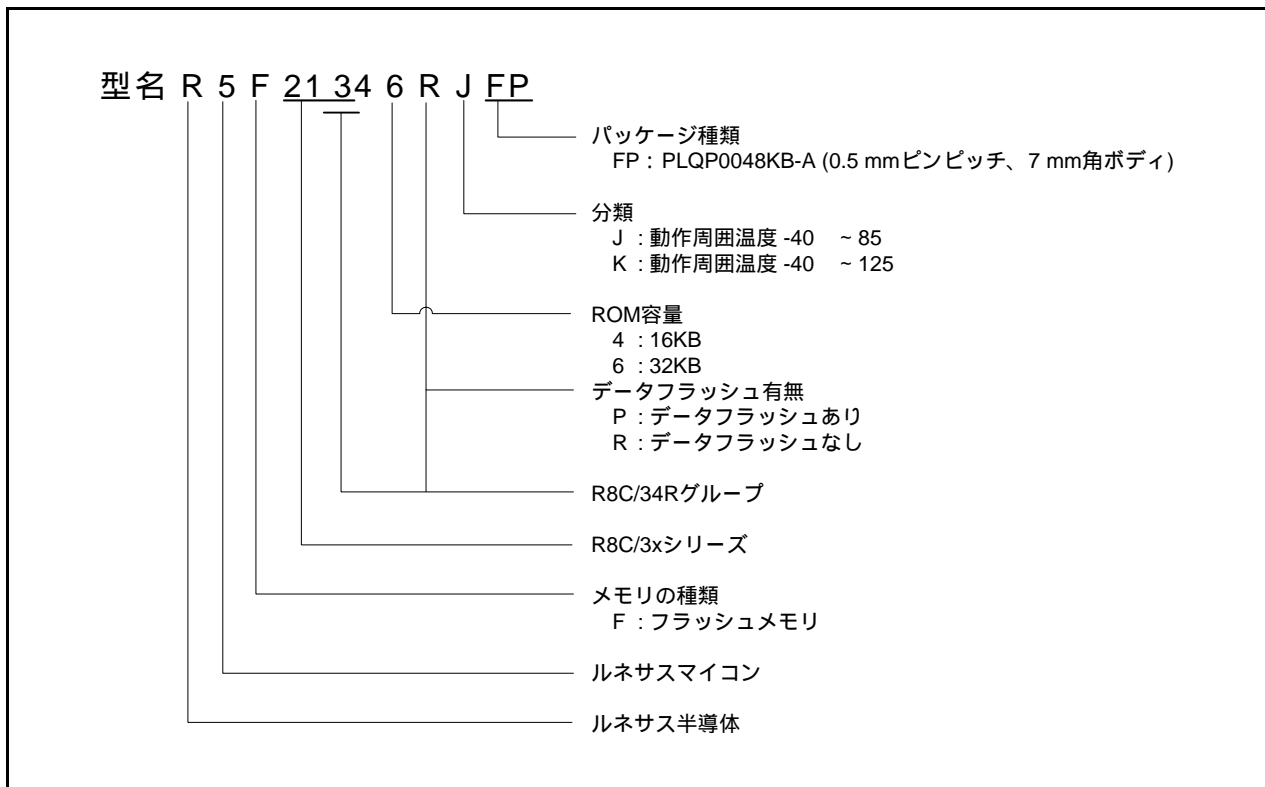 型名 R 5 F 21 34 6 R J FP
パッケージ種類
FP : PLQP0048KB-A (0.5 mmピンピッチ、7 mm角ボディ)
分類
J : 動作周囲温度 -40 ~ 85
K : 動作周囲温度 -40 ~ 125
ROM容量
4 : 16KB
6 : 32KB
データフラッシュ有無
P : データフラッシュあり
R : データフラッシュなし
R8C/34Rグループ
R8C/3xシリーズ
メモリの種類
F : フラッシュメモリ
ルネサスマイコン
ルネサス半導体